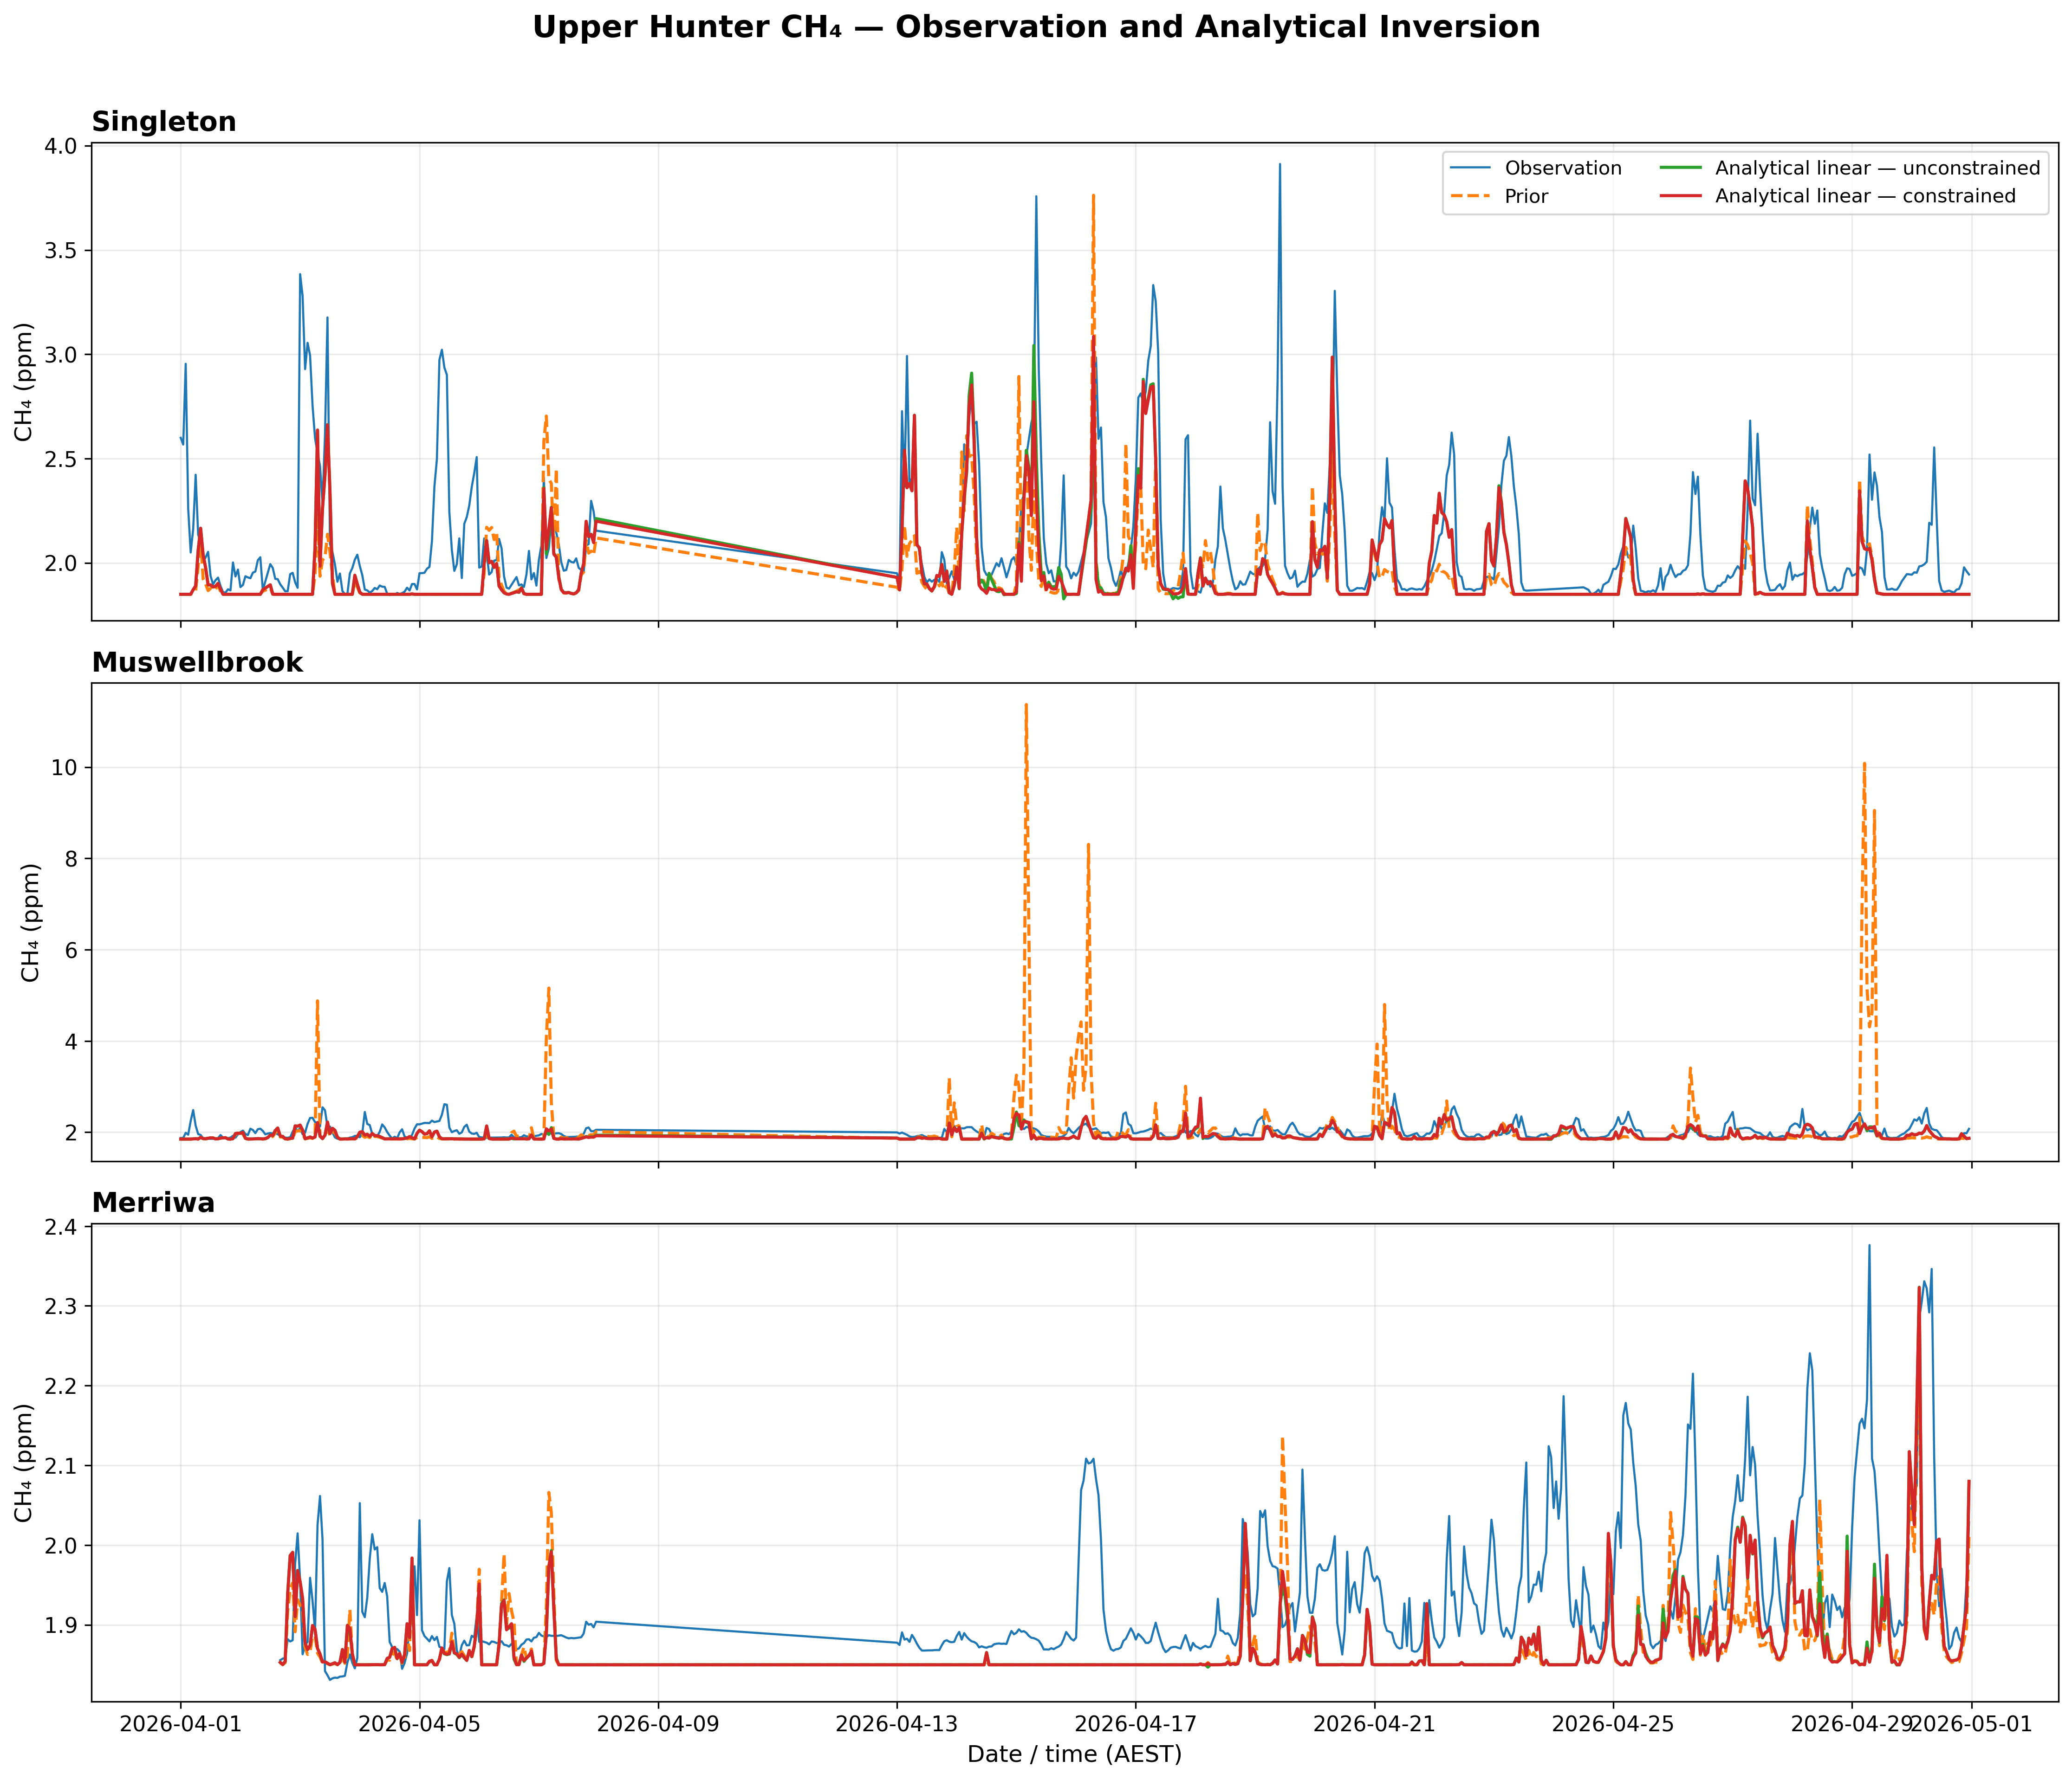 Upper Hunter CH₄ — Observation and Analytical Inversion
Singleton
4.0
3.5
3.0
2.5
2.0
CH₄ (ppm)
Observation
Prior
Analytical linear — unconstrained
Analytical linear — constrained
Muswellbrook
10
8
6
4
2
CH₄ (ppm)
Merriwa
2.4
2.3
2.2
2.1
2.0
1.9
CH₄ (ppm)
2026-04-01 2026-04-05 2026-04-09 2026-04-13 2026-04-17 2026-04-21 2026-04-25 2026-04-29 2026-05-01
Date / time (AEST)